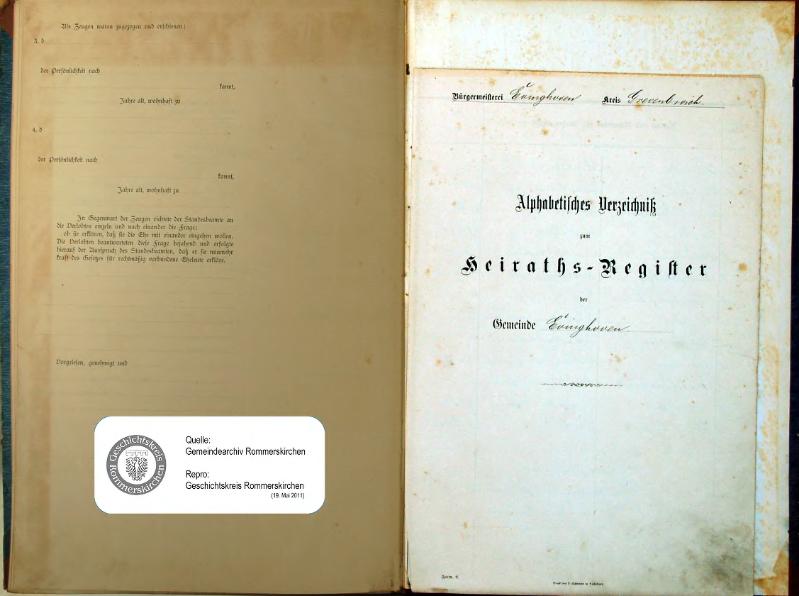 Als Zeugen waren zugezogen und erschienen:
3. d
der Persönlichkeit nach
kannt,
Jahre alt, wohnhaft zu
4. d
der Persönlichkeit nach
kannt,
Jahre alt, wohnhaft zu
In Gegenwart der Zeugen richtete der Standesbeamte an
die Verlobten einzeln und nach einander die Frage:
ob sie erklären, daß sie die Ehe mit einander eingehen wollen.
Die Verlobten beantworteten diese Frage bejahend und erfolgte
hierauf der Ausspruch des Standesbeamten, daß er sie nunmehr
kraft des Gesetzes für rechtmäßig verbundene Eheleute erkläre.
Vorgelesen, genehmigt und
Geschichtskreis
Rommerskirchen
Quelle:
Gemeindearchiv Rommerskirchen
Repro:
Geschichtskreis Rommerskirchen
(19. Mai 2011)
Bürgermeisterei Evinghoven Kreis Grevenbroich
Alphabetisches Verzeichniß
zum
Heiraths-Register
der
Gemeinde Evinghoven
Form. 6.